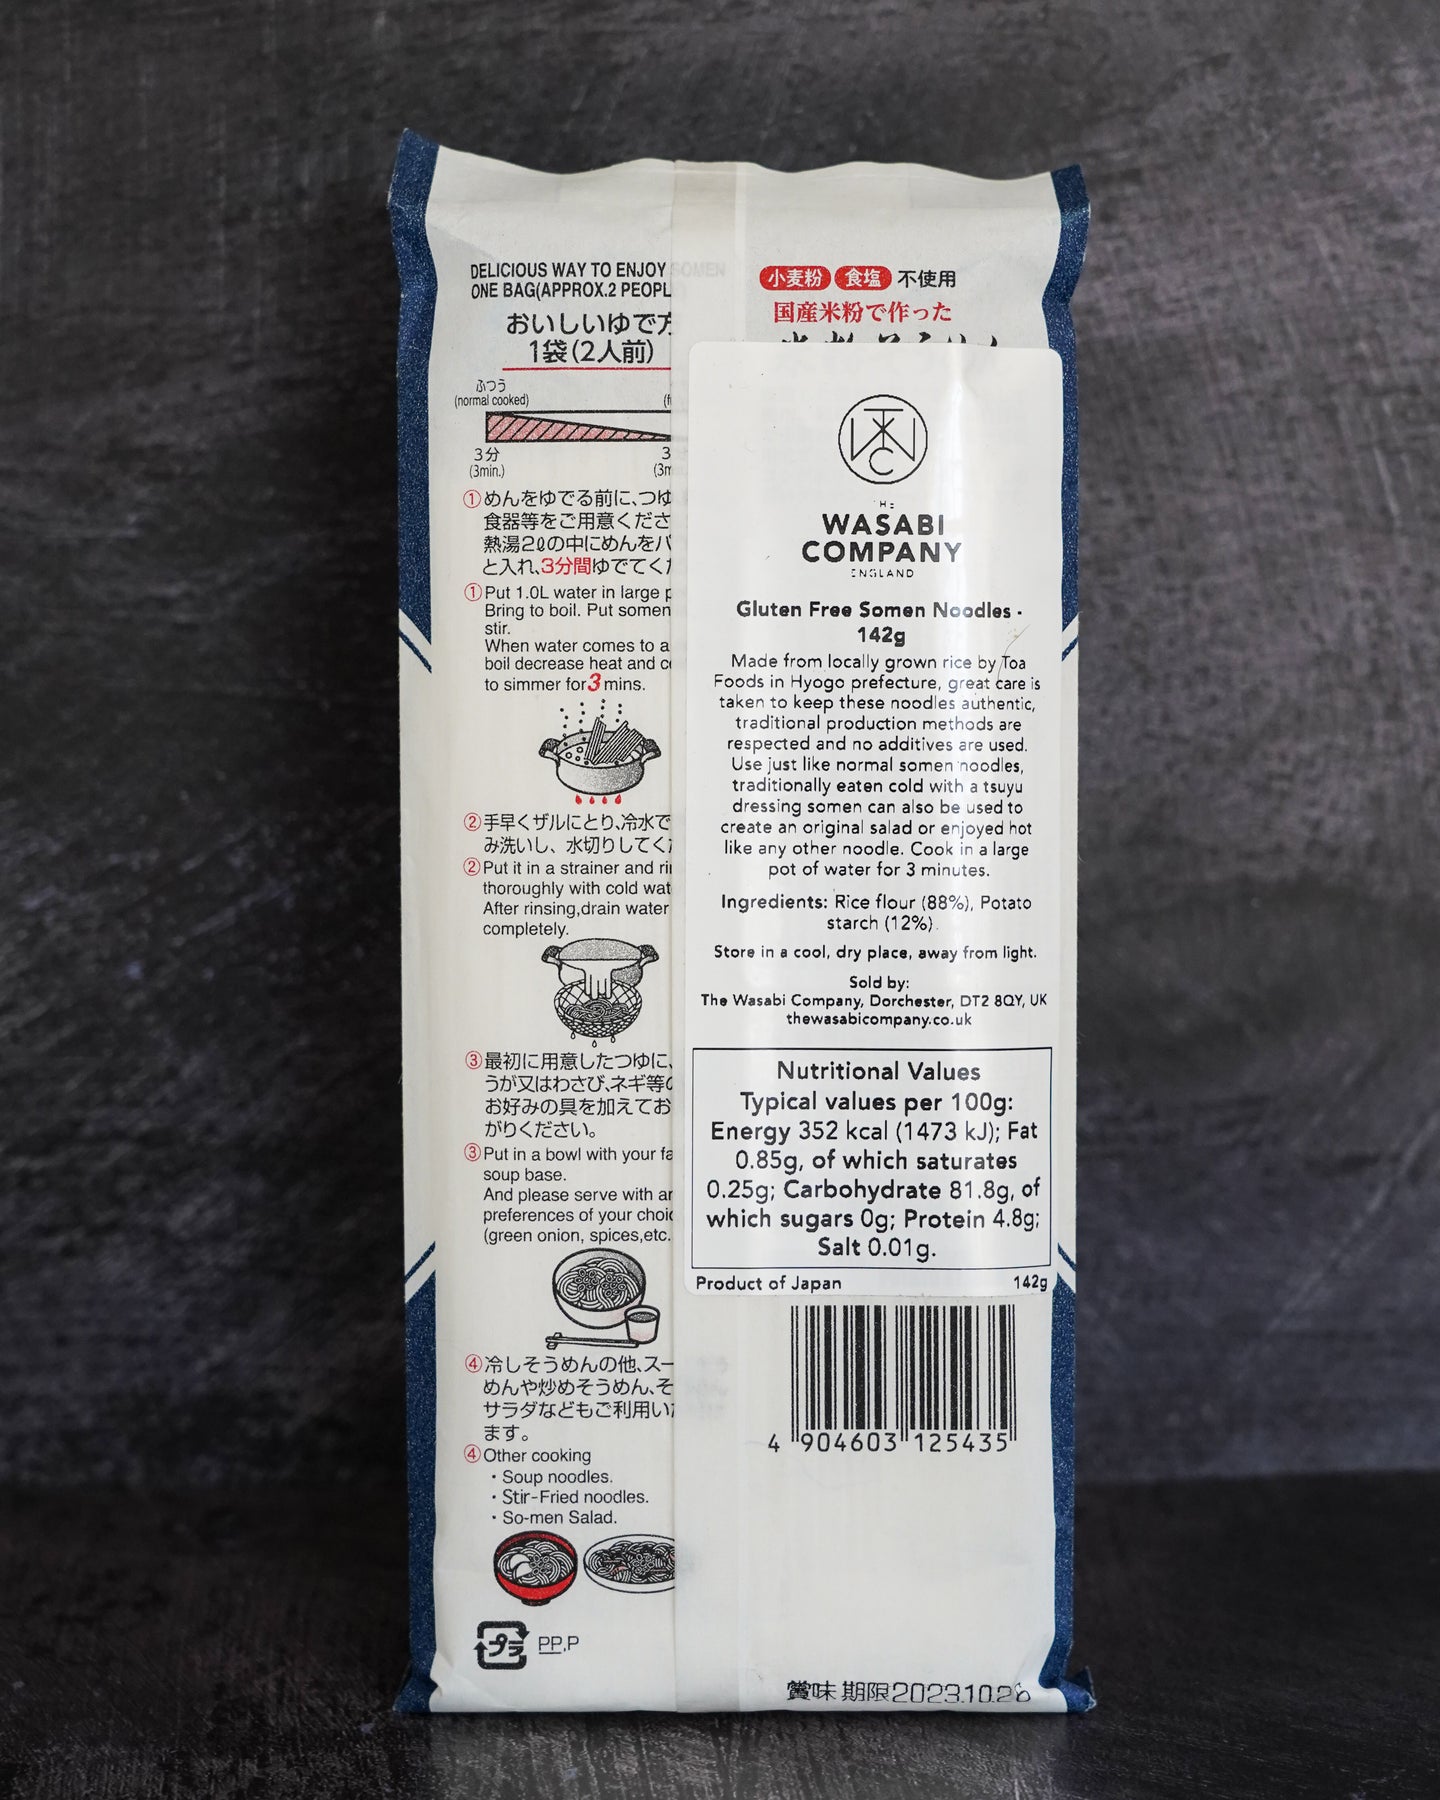 DELICIOUS WAY TO ENJOY SOMEN
ONE BAG(APPROX.2 PEOPL
おいしいゆで方
1袋(2人前)
ふつう
(normal cooked)
3分
(3min.)
3
(3m
①めんをゆでる前に、つゆ
食器等をご用意くださ
熱湯2ℓの中にめんをパ
と入れ、3分間ゆでてく
①Put 1.0L water in large p
Bring to boil. Put somen
stir.
When water comes to a
boil decrease heat and c
to simmer for 3 mins.
②手早くザルにとり、冷水で
み洗いし、水切りしてく
②Put it in a strainer and ri
thoroughly with cold wat
After rinsing,drain water
completely.
③最初に用意したつゆに、
うが又はわさび、ネギ等の
お好みの具を加えてお
がりください。
③Put in a bowl with your fa
soup base.
And please serve with an
preferences of your choic
(green onion, spices,etc.
④冷しそうめんの他、スー
めんや炒めそうめん、そ
サラダなどもご利用い
ます。
④Other cooking
・Soup noodles.
・Stir-Fried noodles.
・So-men Salad.
プラ PP,P
小麦粉 食塩 不使用
国産米粉で作った
THE
WASABI
COMPANY
ENGLAND
Gluten Free Somen Noodles -
142g
Made from locally grown rice by Toa
Foods in Hyogo prefecture, great care is
taken to keep these noodles authentic,
traditional production methods are
respected and no additives are used.
Use just like normal somen noodles,
traditionally eaten cold with a tsuyu
dressing somen can also be used to
create an original salad or enjoyed hot
like any other noodle. Cook in a large
pot of water for 3 minutes.
Ingredients: Rice flour (88%), Potato
starch (12%).
Store in a cool, dry place, away from light.
Sold by:
The Wasabi Company, Dorchester, DT2 8QY, UK
thewasabicompany.co.uk
Nutritional Values
Typical values per 100g:
Energy 352 kcal (1473 kJ); Fat
0.85g, of which saturates
0.25g; Carbohydrate 81.8g, of
which sugars 0g; Protein 4.8g;
Salt 0.01g.
Product of Japan 142g
4 904603 125435
賞味期限2023.10.26